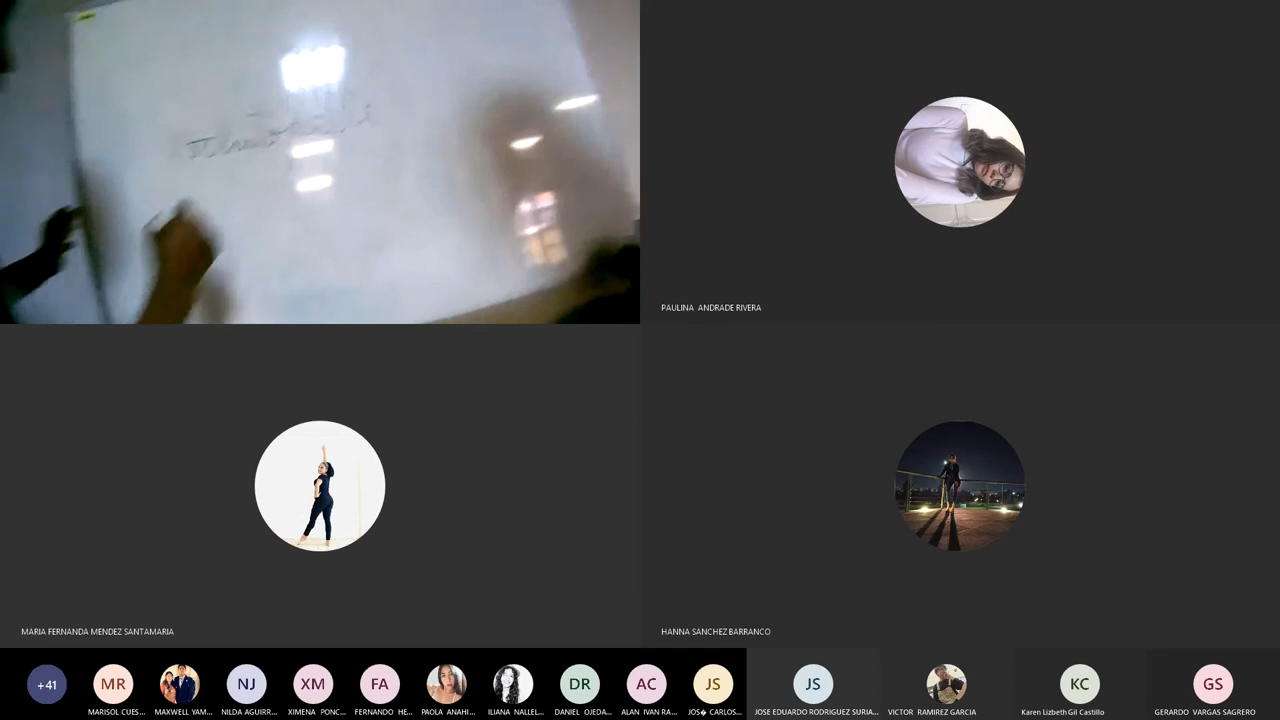 PAULINA ANDRADE RIVERA
MARIA FERNANDA MENDEZ SANTAMARIA
HANNA SANCHEZ BARRANCO
+41
MR
NJ
XM
FA
DR
AC
JS
JS
KC
GS
MARISOL CUES...
MAXWELL YAM...
NILDA AGUIRR...
XIMENA PONC...
FERNANDO HE...
PAOLA ANAHI...
ILIANA NALLEL...
DANIEL OJEDA...
ALAN IVAN RA...
JOS� CARLOS...
JOSE EDUARDO RODRIGUEZ SURIA...
VICTOR RAMIREZ GARCIA
Karen Lizbeth Gil Castillo
GERARDO VARGAS SAGRERO